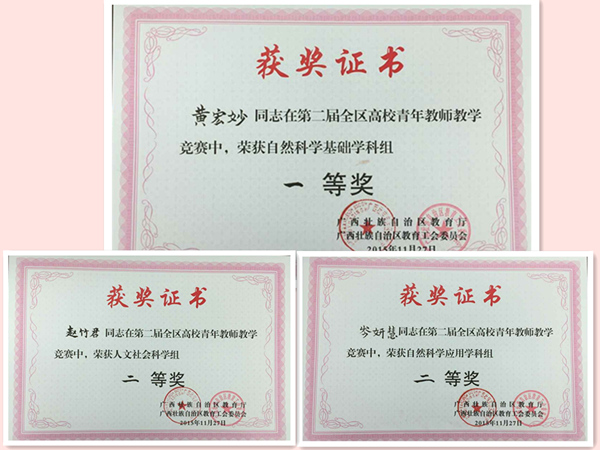 获奖证书
黄宏妙同志在第二届全区高校青年教师教学
竞赛中，荣获自然科学基础学科组
一等奖
广西壮族自治区教育厅
广西壮族自治区教育工会委员会
2015年11月27日
获奖证书
赵竹君同志在第二届全区高校青年教师教学
竞赛中，荣获人文社会科学组
二等奖
广西壮族自治区教育厅
广西壮族自治区教育工会委员会
2015年11月27日
获奖证书
岑妍慧同志在第二届全区高校青年教师教学
竞赛中，荣获自然科学应用学科组
二等奖
广西壮族自治区教育厅
广西壮族自治区教育工会委员会
2015年11月27日